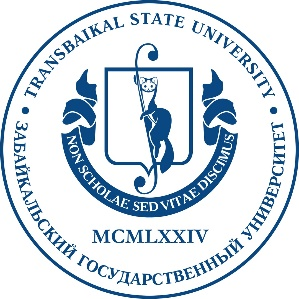 · TRANSBAIKAL STATE UNIVERSITY ·
ЗАБАЙКАЛЬСКИЙ ГОСУДАРСТВЕННЫЙ УНИВЕРСИТЕТ
NON SCHOLAE SED VITAE DISCIMUS
MCMLXXIV